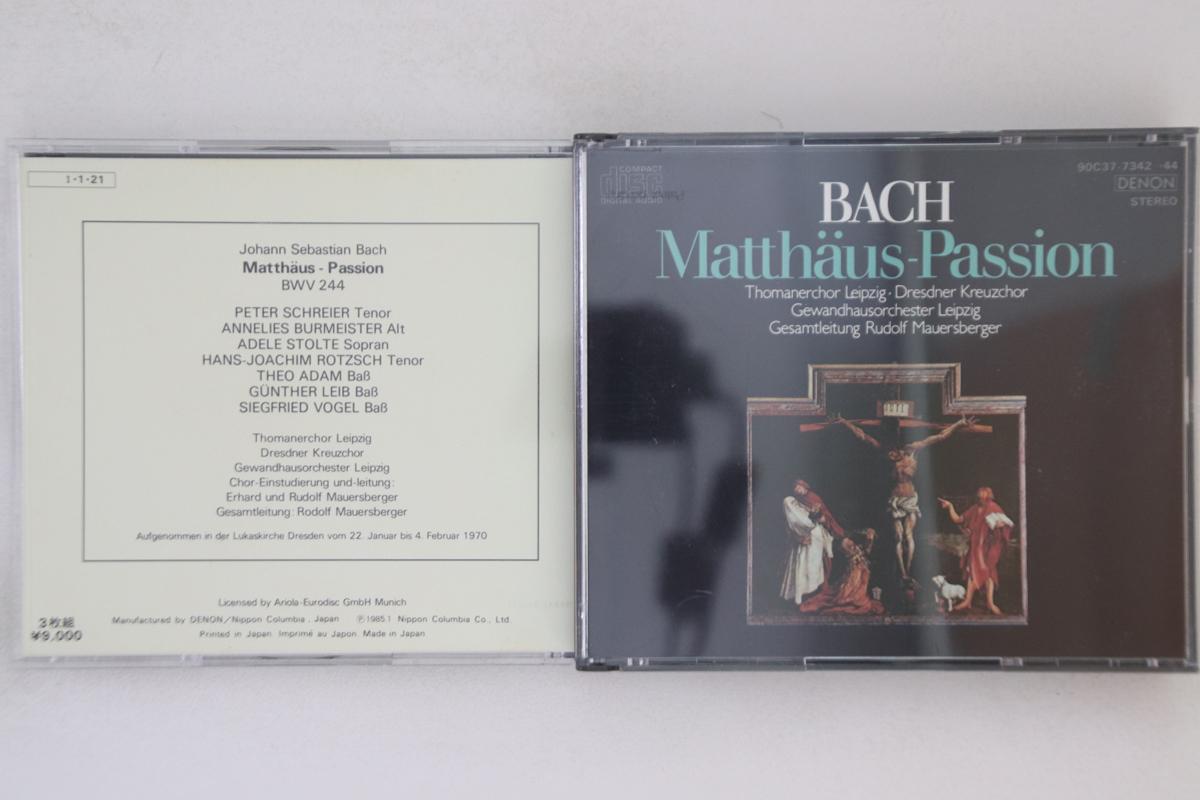 1-1-21
Johann Sebastian Bach
Matthäus - Passion
BWV 244
PETER SCHREIER Tenor
ANNELIES BURMEISTER Alt
ADELE STOLTE Sopran
HANS-JOACHIM ROTZSCH Tenor
THEO ADAM Baß
GÜNTHER LEIB Baß
SIEGFRIED VOGEL Baß
Thomanerchor Leipzig
Dresdner Kreuzchor
Gewandhausorchester Leipzig
Chor-Einstudierung und-leitung:
Erhard und Rudolf Mauersberger
Gesamtleitung: Rodolf Mauersberger
Aufgenommen in der Lukaskirche Dresden vom 22. Januar bis 4. Februar 1970
Licensed by Ariola-Eurodisc GmbH Munich
Manufactured by DENON/Nippon Columbia, Japan ℗1985.1 Nippon Columbia Co., Ltd.
Printed in Japan Imprimé au Japon. Made in Japan
3枚組
¥9,000
COMPACT
disc
DIGITAL AUDIO
90C37-7342-44
DENON
STEREO
BACH
Matthäus-Passion
Thomanerchor Leipzig · Dresdner Kreuzchor
Gewandhausorchester Leipzig
Gesamtleitung Rudolf Mauersberger